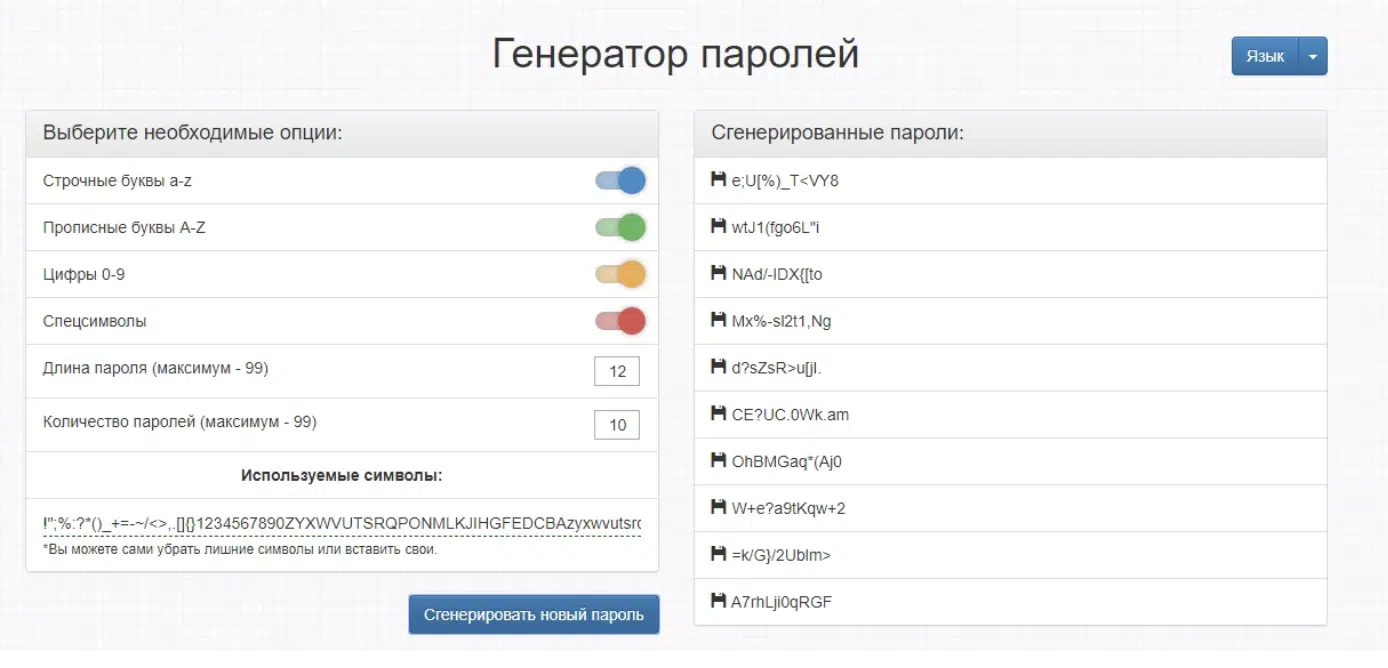 Генератор паролей
Язык
Выберите необходимые опции:
Строчные буквы a-z
Прописные буквы A-Z
Цифры 0-9
Спецсимволы
Длина пароля (максимум - 99)
12
Количество паролей (максимум - 99)
10
Используемые символы:
!";%:?*()_+=-~/<>,.[]{}1234567890ZYXWVUTSRQPONMLKJIHGFEDCBAzyxwvutsrq
*Вы можете сами убрать лишние символы или вставить свои.
Сгенерировать новый пароль
Сгенерированные пароли:
e;U[%)_T<VY8
wtJ1(fgo6L"i
NAd/-IDX{[to
Mx%-sI2t1,Ng
d?sZsR>u[jI.
CE?UC.0Wk.am
OhBMGaq*(Aj0
W+e?a9tKqw+2
=k/G}/2Ublm>
A7rhLji0qRGF